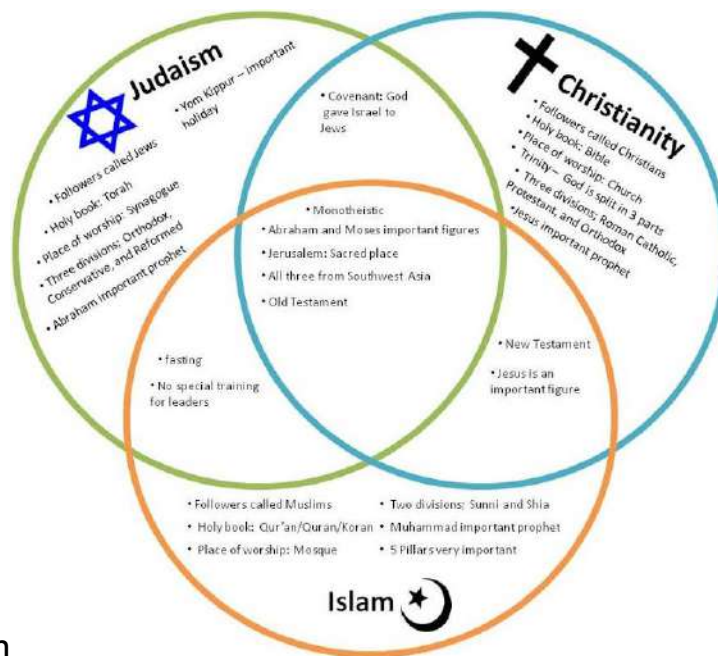 Judaism
• Yom Kippur – important
holiday
• Followers called Jews
• Holy book: Torah
• Place of worship: Synagogue
• Three divisions; Orthodox,
Conservative, and Reformed
• Abraham important prophet
• Covenant: God
gave Israel to
Jews
Christianity
• Followers called Christians
• Holy book: Bible
• Place of worship: Church
• Trinity– God is split in 3 parts
• Three divisions; Roman Catholic,
Protestant, and Orthodox
•Jesus important prophet
• Monotheistic
• Abraham and Moses important figures
• Jerusalem: Sacred place
• All three from Southwest Asia
• Old Testament
• fasting
• No special training
for leaders
• New Testament
• Jesus is an
important figure
• Followers called Muslims
• Holy book: Qur'an/Quran/Koran
• Place of worship: Mosque
• Two divisions; Sunni and Shia
• Muhammad important prophet
• 5 Pillars very important
Islam